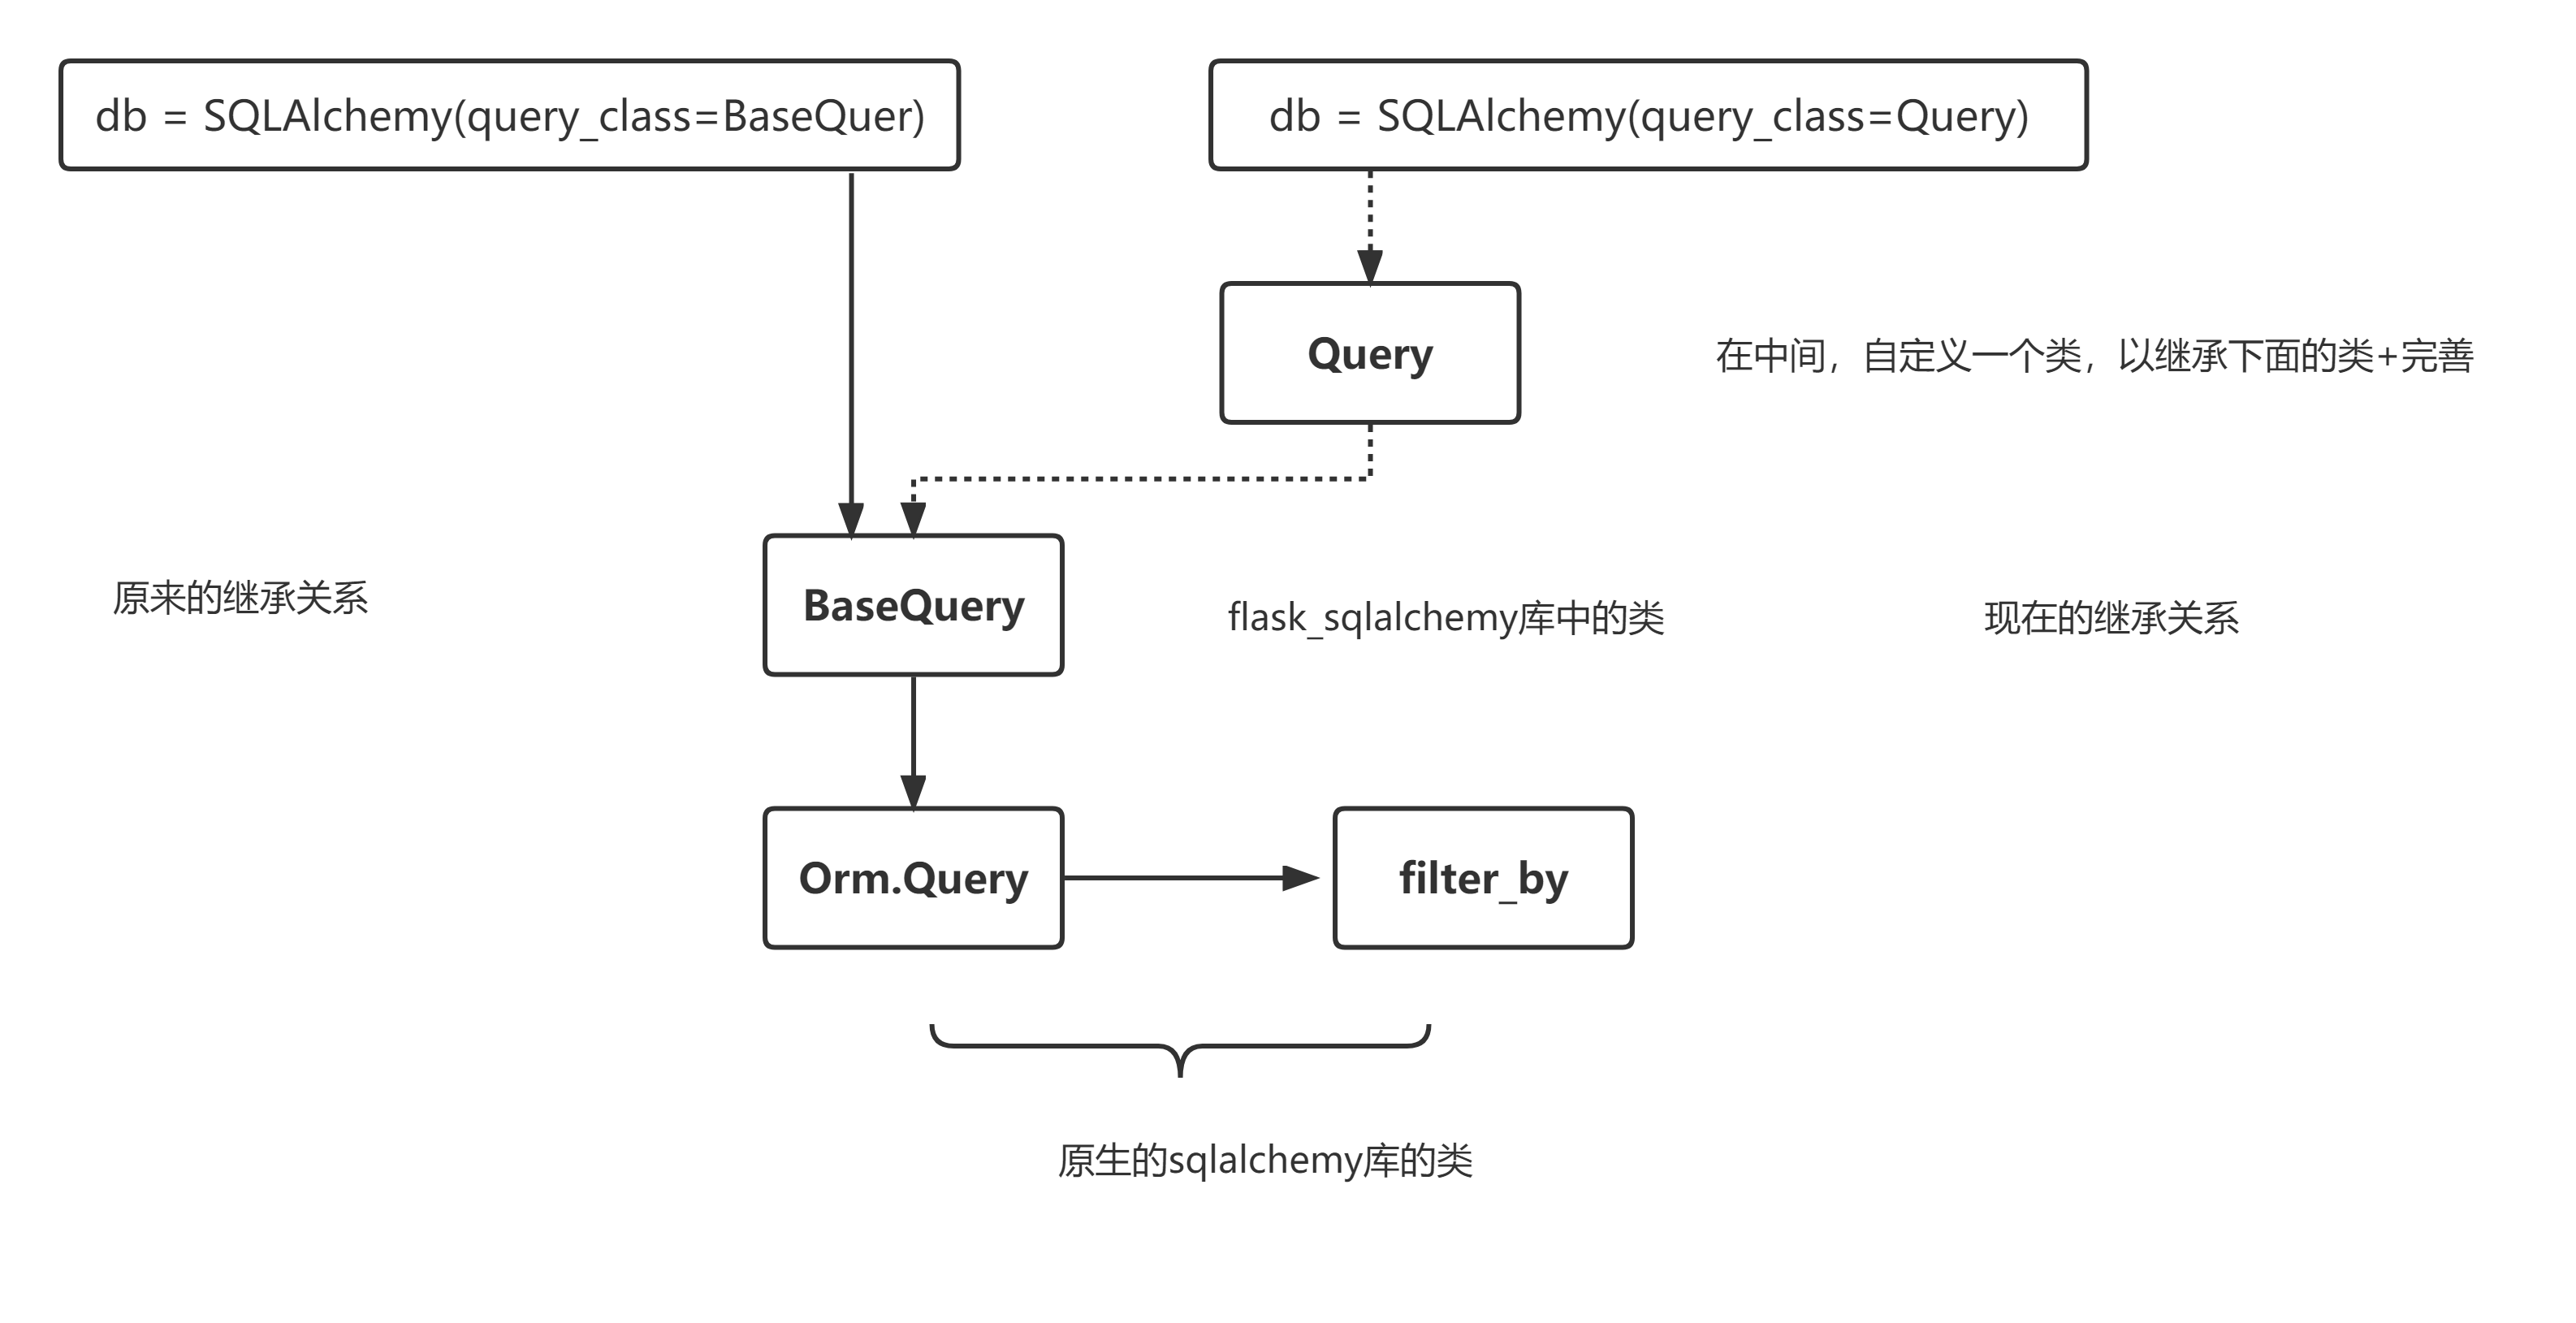 db = SQLAlchemy(query_class=BaseQuer)
db = SQLAlchemy(query_class=Query)
Query
在中间，自定义一个类，以继承下面的类+完善
原来的继承关系
BaseQuery
flask_sqlalchemy库中的类
现在的继承关系
Orm.Query
filter_by
原生的sqlalchemy库的类